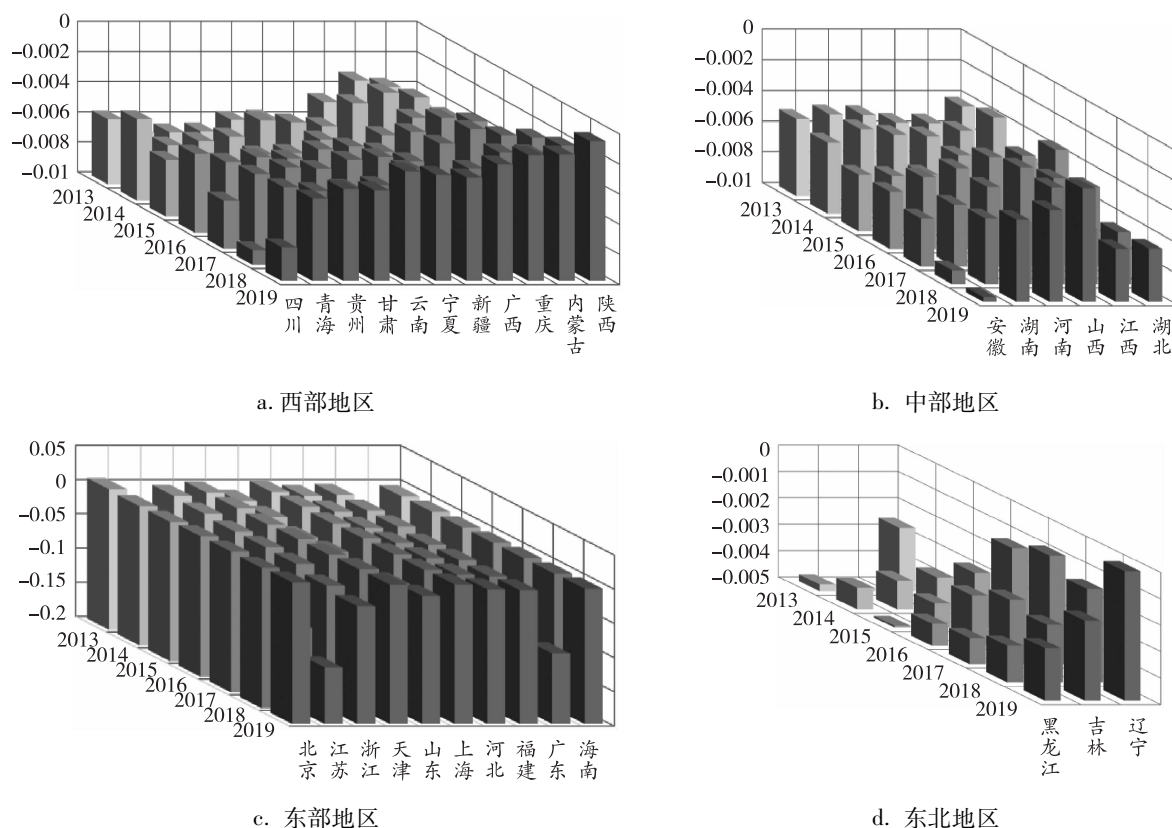 0
-0.002
-0.004
-0.006
-0.008
-0.01
2013
2014
2015
2016
2017
2018
2019
四川
青海
贵州
甘肃
云南
宁夏
新疆
广西
重庆
内蒙古
陕西
a. 西部地区
0
-0.002
-0.004
-0.006
-0.008
-0.01
2013
2014
2015
2016
2017
2018
2019
安徽
湖南
河南
山西
江西
湖北
b. 中部地区
0.05
0
-0.05
-0.1
-0.15
-0.2
2013
2014
2015
2016
2017
2018
2019
北京
江苏
浙江
天津
山东
上海
河北
福建
广东
海南
c. 东部地区
0
-0.001
-0.002
-0.003
-0.004
-0.005
2013
2014
2015
2016
2017
2018
2019
黑龙江
吉林
辽宁
d. 东北地区